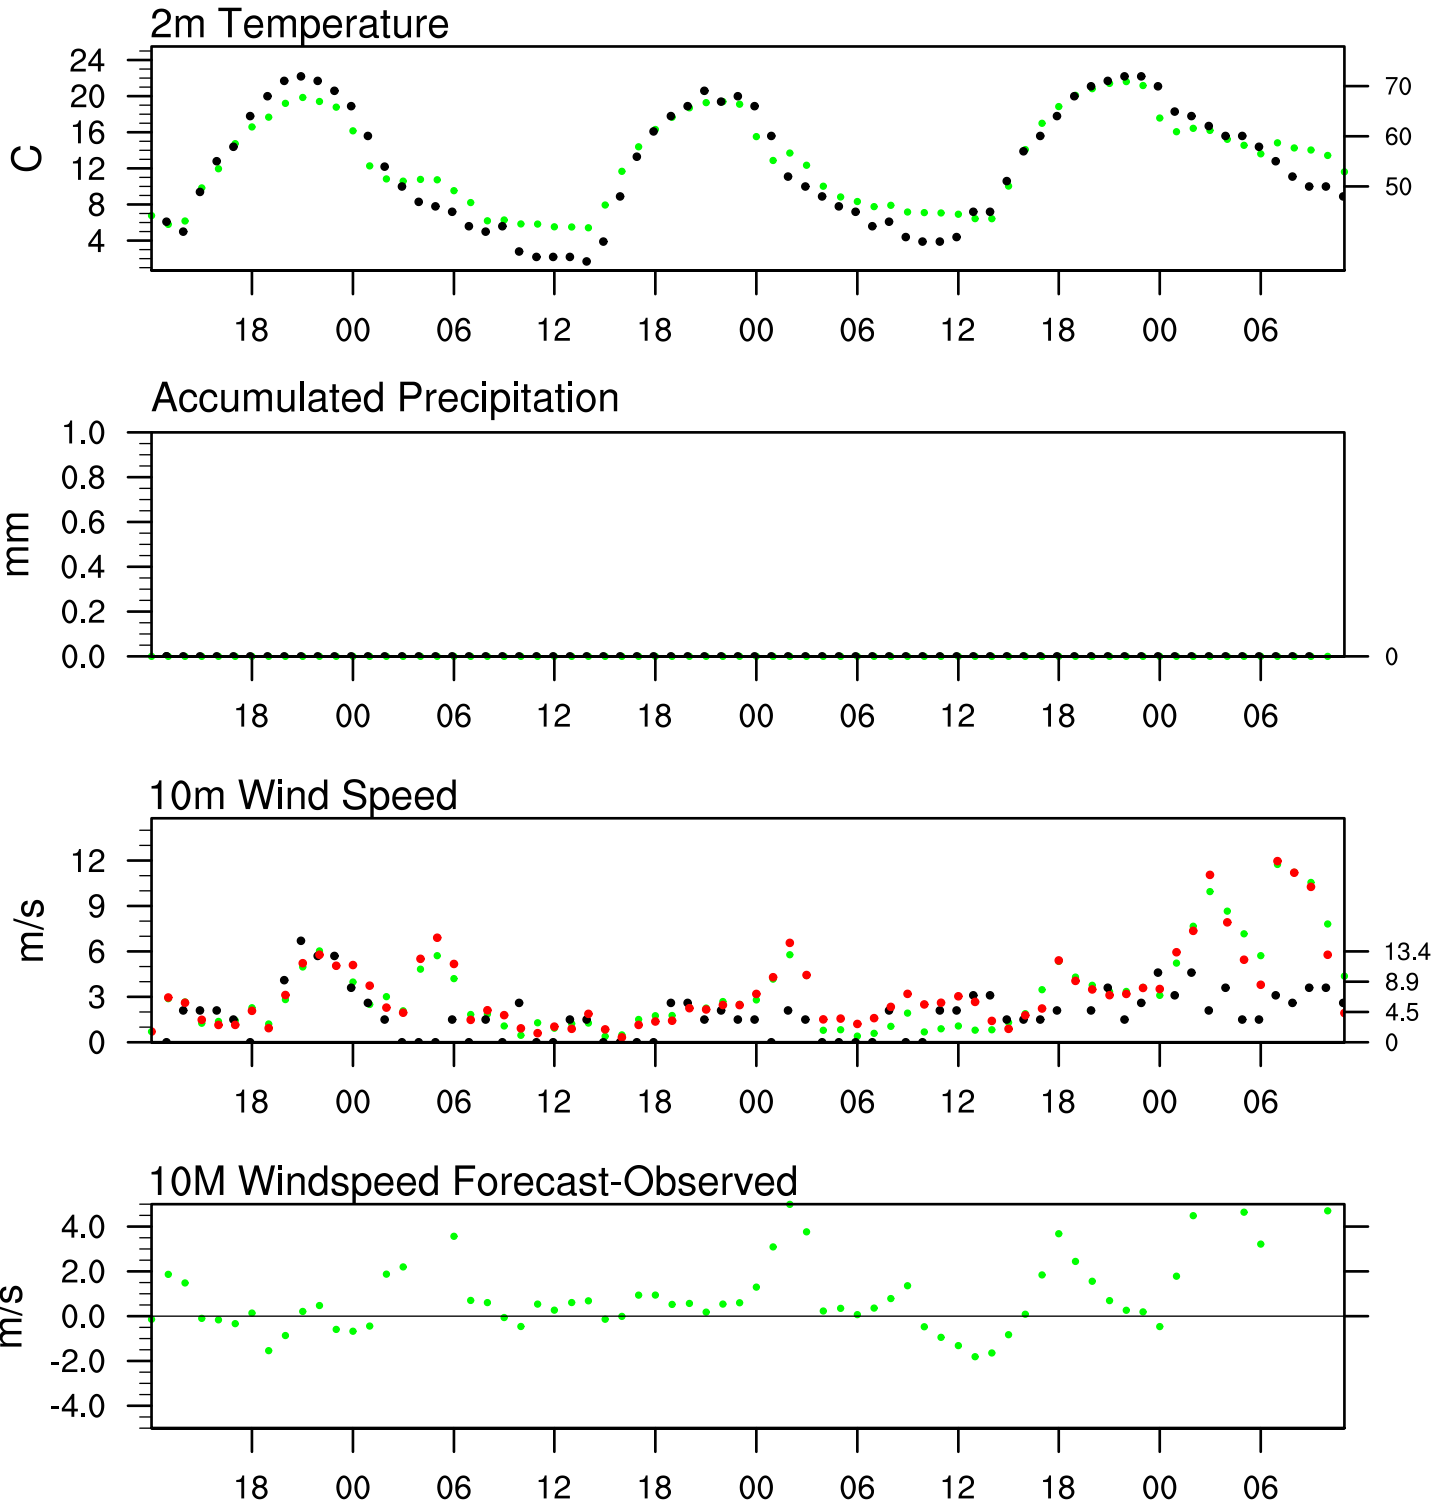 2m Temperature
24
20
16
12
8
4
C
70
60
50
18 00 06 12 18 00 06 12 18 00 06
Accumulated Precipitation
1.0
0.8
0.6
0.4
0.2
0.0
mm
0
18 00 06 12 18 00 06 12 18 00 06
10m Wind Speed
12
9
6
3
0
m/s
13.4
8.9
4.5
0
18 00 06 12 18 00 06 12 18 00 06
10M Windspeed Forecast-Observed
4.0
2.0
0.0
-2.0
-4.0
m/s
18 00 06 12 18 00 06 12 18 00 06